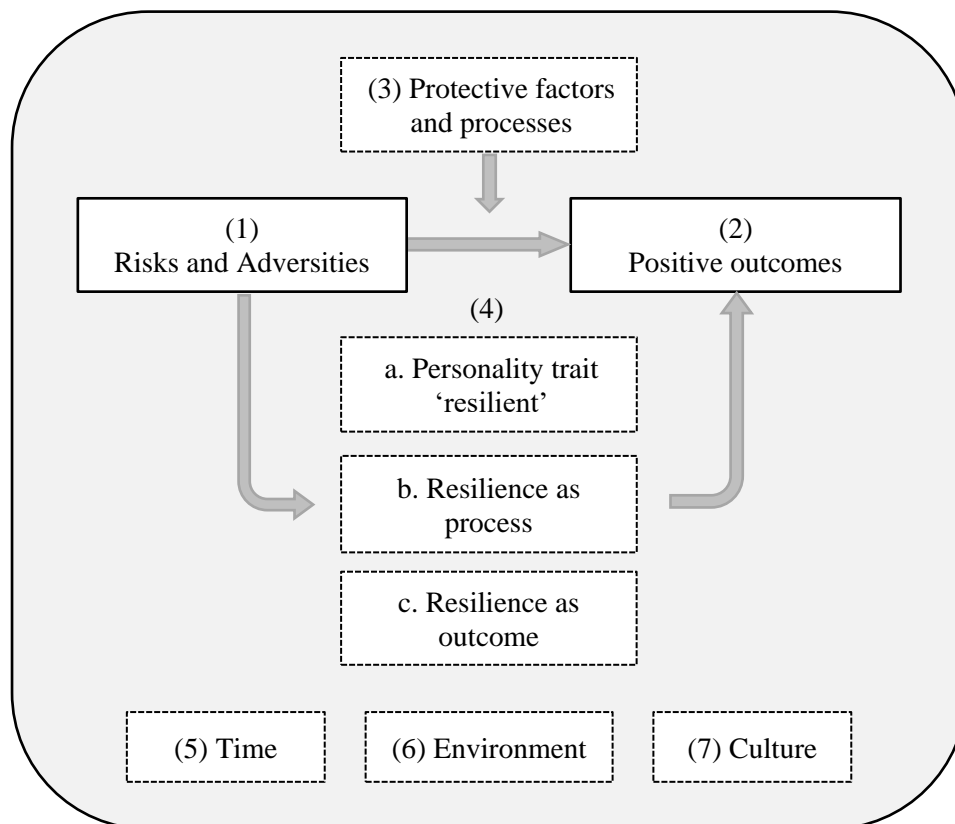 (3) Protective factors
and processes
(1)
Risks and Adversities
(2)
Positive outcomes
(4)
a. Personality trait
‘resilient’
b. Resilience as
process
c. Resilience as
outcome
(5) Time
(6) Environment
(7) Culture